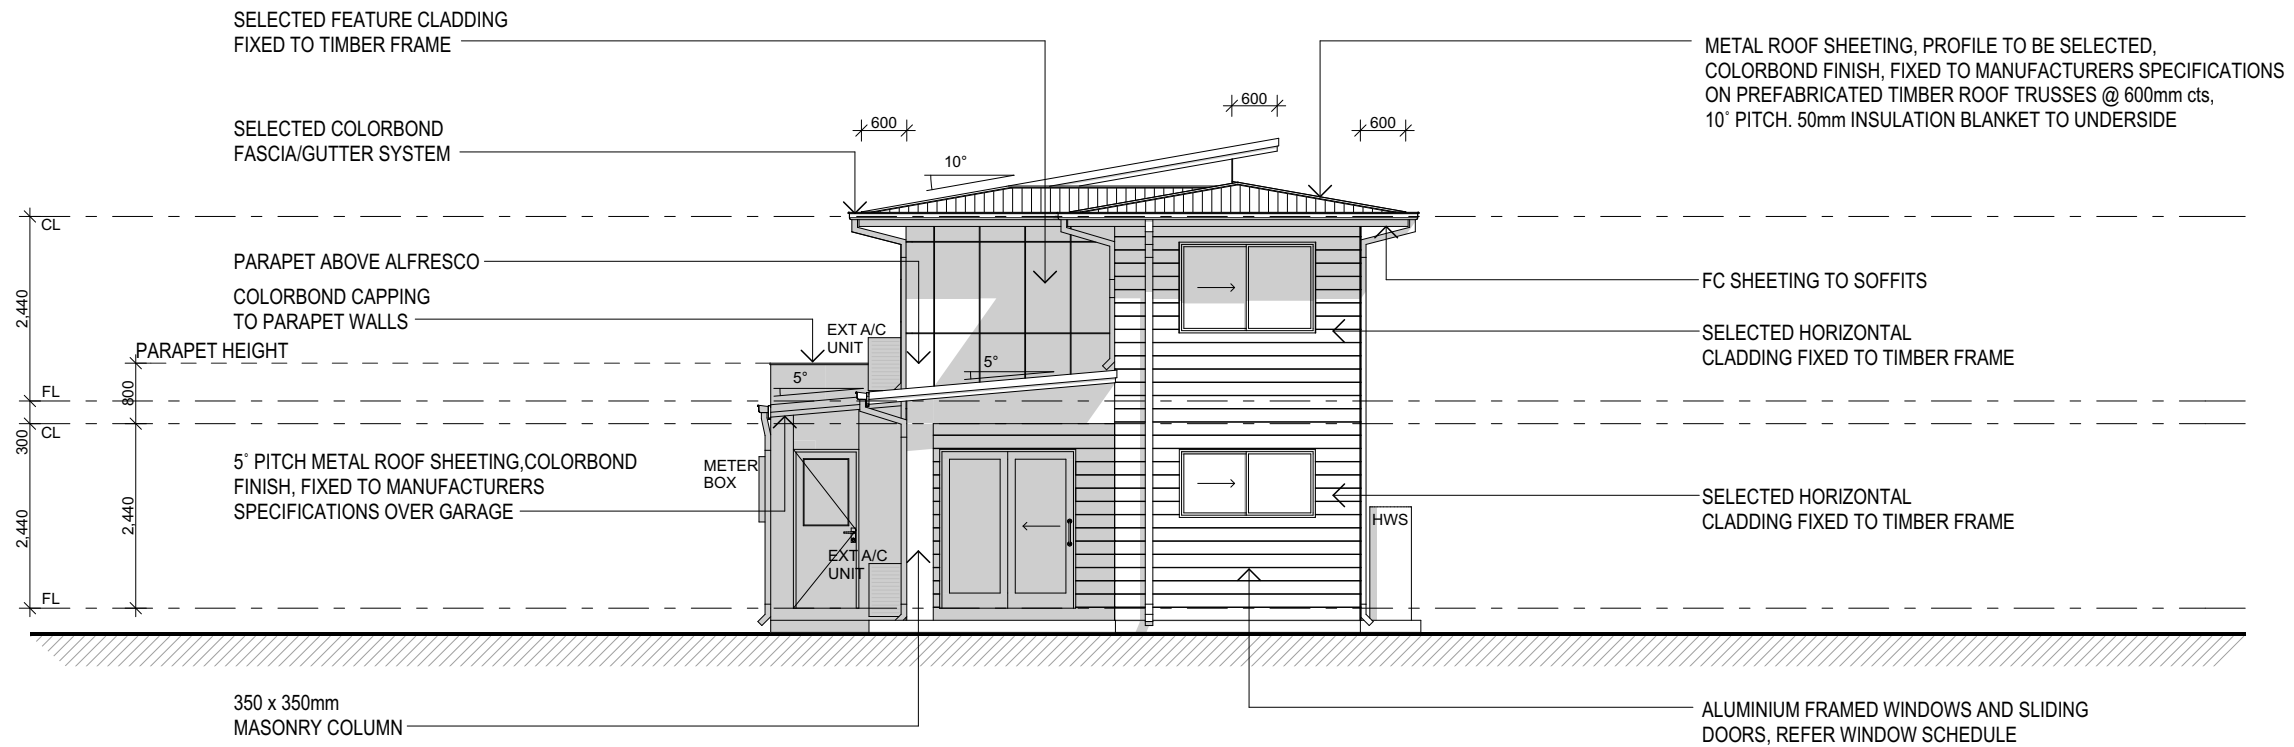 SELECTED FEATURE CLADDING
FIXED TO TIMBER FRAME
SELECTED COLORBOND
FASCIA/GUTTER SYSTEM
METAL ROOF SHEETING, PROFILE TO BE SELECTED,
COLORBOND FINISH, FIXED TO MANUFACTURERS SPECIFICATIONS
ON PREFABRICATED TIMBER ROOF TRUSSES @ 600mm cts,
10° PITCH. 50mm INSULATION BLANKET TO UNDERSIDE
600
600
600
10°
CL
PARAPET ABOVE ALFRESCO
COLORBOND CAPPING
TO PARAPET WALLS
FC SHEETING TO SOFFITS
2,440
EXT A/C
UNIT
SELECTED HORIZONTAL
CLADDING FIXED TO TIMBER FRAME
PARAPET HEIGHT
5°
5°
800
FL
300
CL
5° PITCH METAL ROOF SHEETING,COLORBOND
FINISH, FIXED TO MANUFACTURERS
SPECIFICATIONS OVER GARAGE
METER
BOX
SELECTED HORIZONTAL
CLADDING FIXED TO TIMBER FRAME
2,440
2,440
HWS
EXT A/C
UNIT
FL
350 x 350mm
MASONRY COLUMN
ALUMINIUM FRAMED WINDOWS AND SLIDING
DOORS, REFER WINDOW SCHEDULE